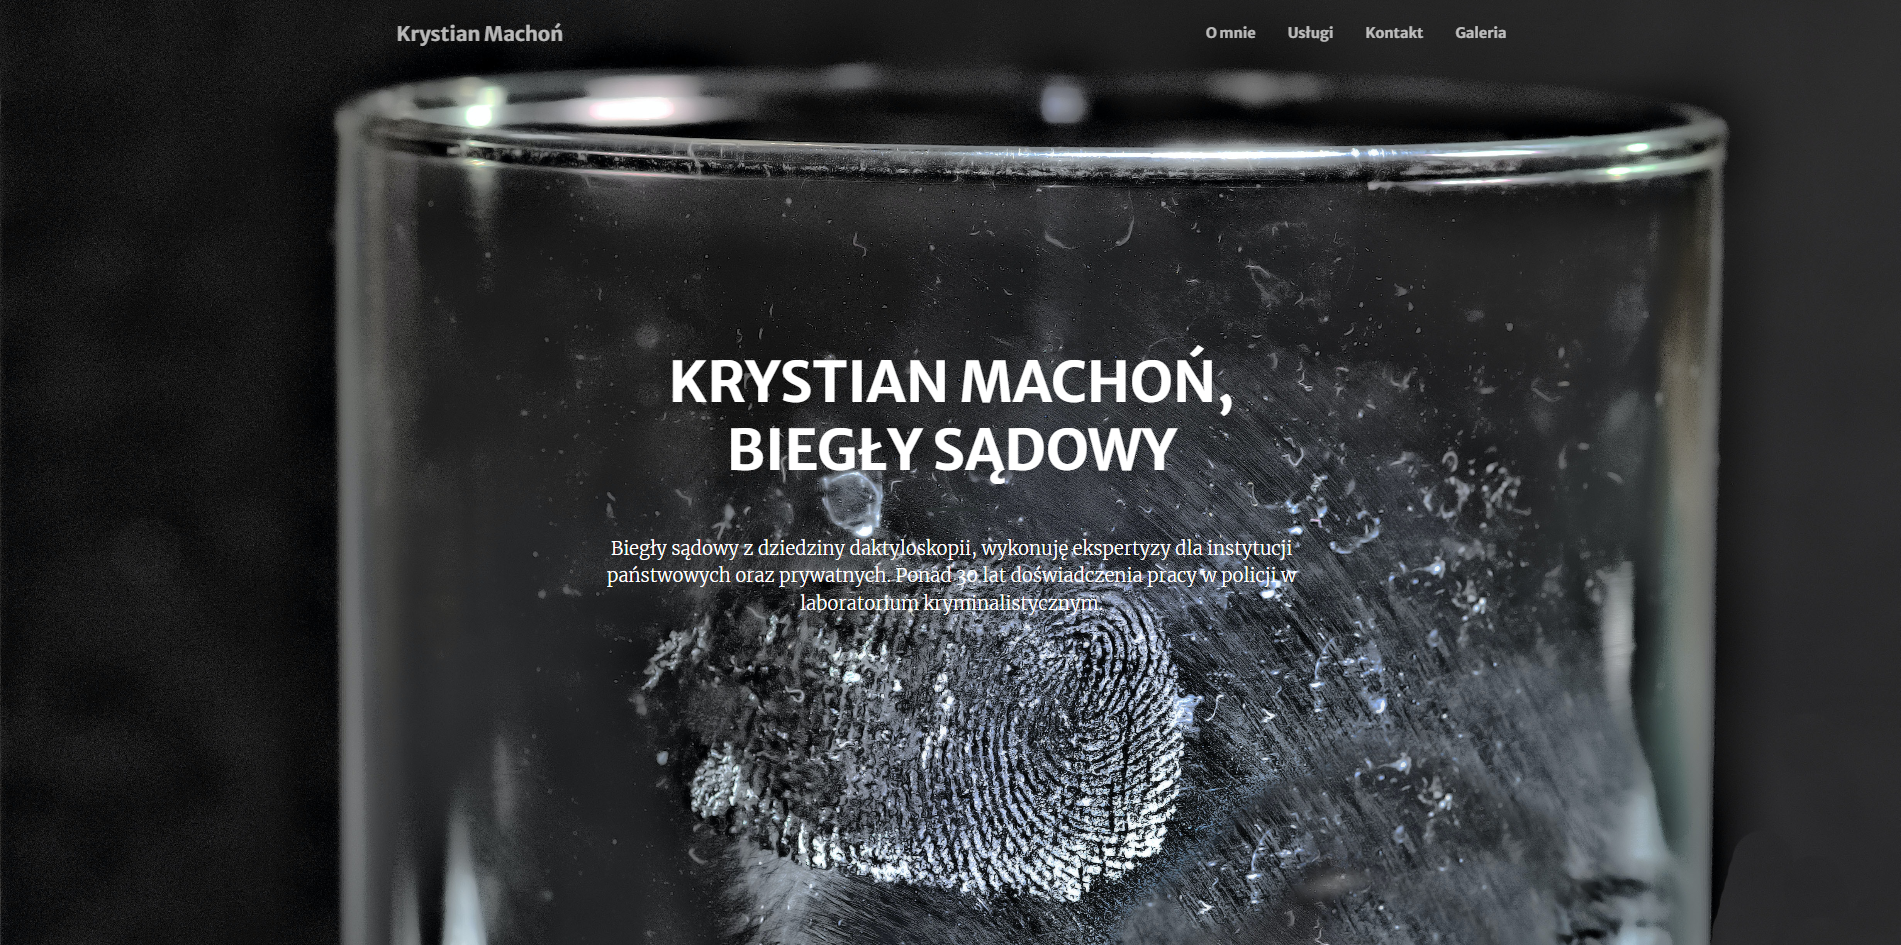 Krystian Machoń
O mnie
Usługi
Kontakt
Galeria
KRYSTIAN MACHOŃ,
BIEGŁY SĄDOWY
Biegły sądowy z dziedziny daktyloskopii, wykonuję ekspertyzy dla instytucji
państwowych oraz prywatnych. Ponad 30 lat doświadczenia pracy w policji w
laboratorium kryminalistycznym.